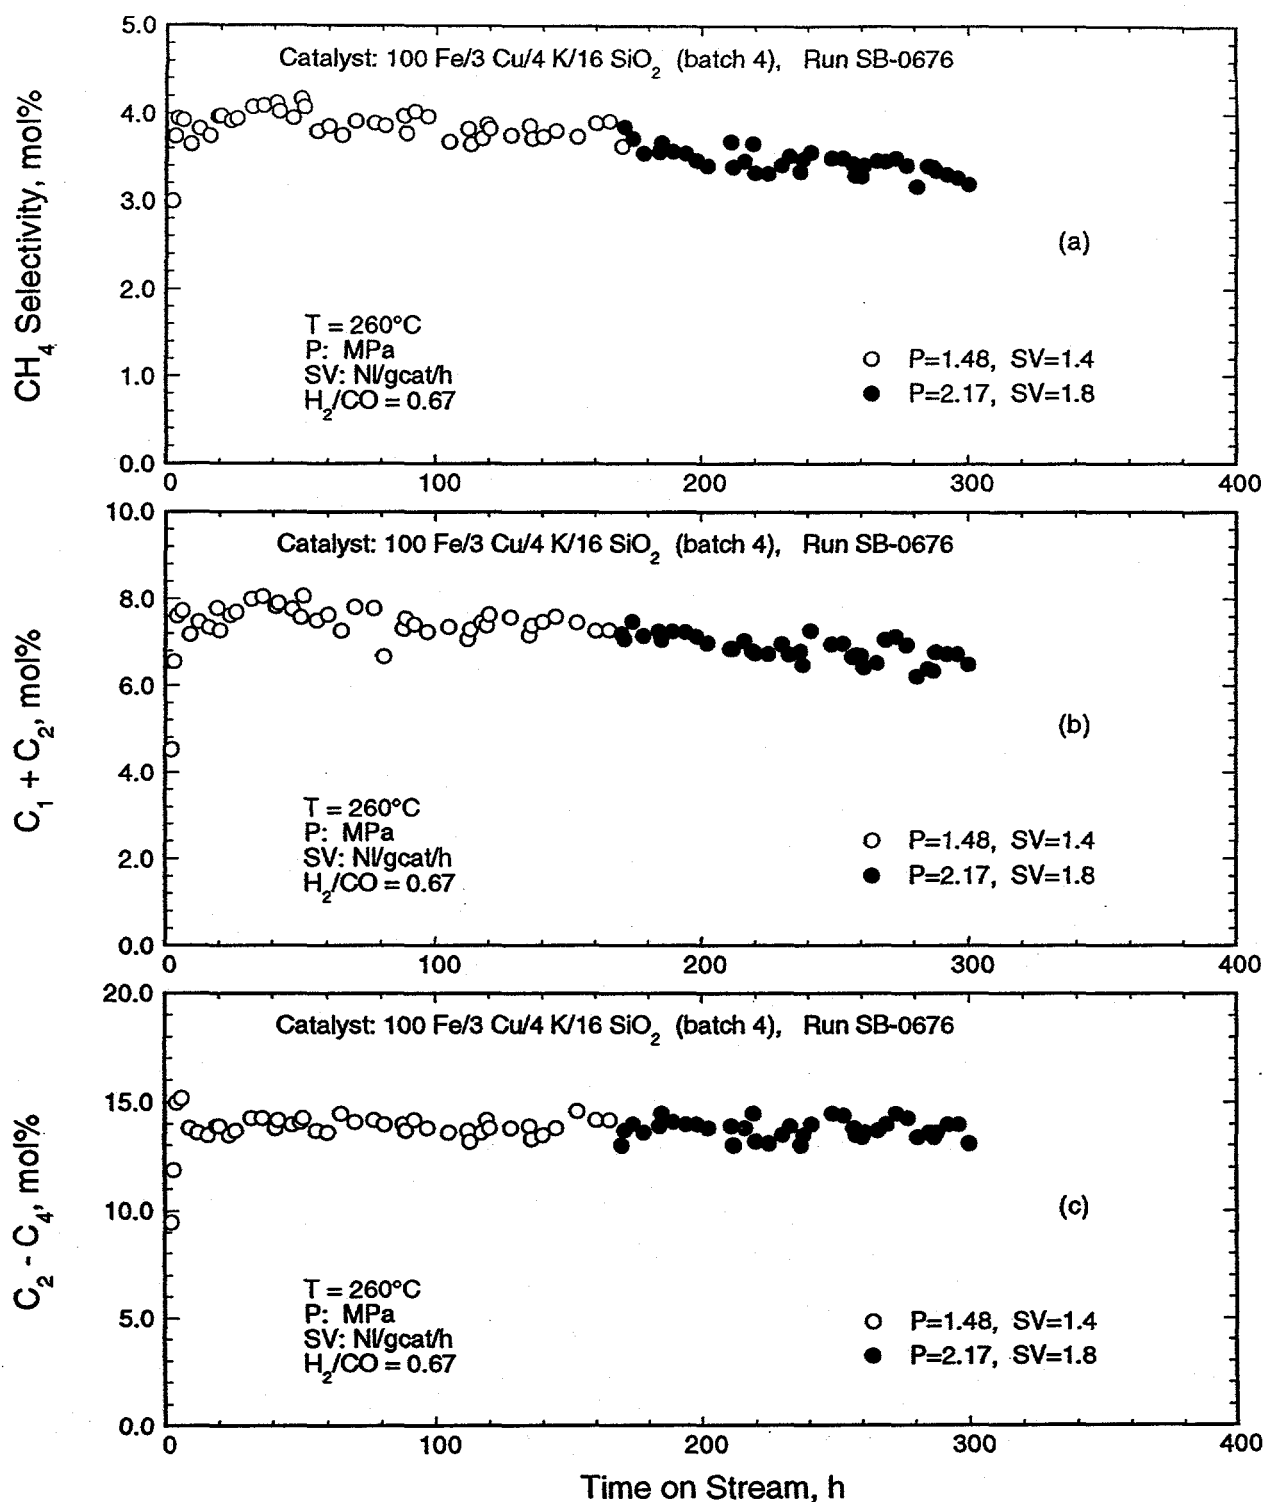 5.0
Catalyst: 100 Fe/3 Cu/4 K/16 SiO2 (batch 4), Run SB-0676
4.0
3.0
2.0
1.0
0.0
CH4 Selectivity, mol%
(a)
T = 260°C
P: MPa
SV: Nl/gcat/h
H2/CO = 0.67
P=1.48, SV=1.4
P=2.17, SV=1.8
0 100 200 300 400
10.0
Catalyst: 100 Fe/3 Cu/4 K/16 SiO2 (batch 4), Run SB-0676
8.0
6.0
4.0
2.0
0.0
C1 + C2, mol%
(b)
T = 260°C
P: MPa
SV: Nl/gcat/h
H2/CO = 0.67
P=1.48, SV=1.4
P=2.17, SV=1.8
0 100 200 300 400
20.0
Catalyst: 100 Fe/3 Cu/4 K/16 SiO2 (batch 4), Run SB-0676
15.0
10.0
5.0
0.0
C2 - C4, mol%
(c)
T = 260°C
P: MPa
SV: Nl/gcat/h
H2/CO = 0.67
P=1.48, SV=1.4
P=2.17, SV=1.8
0 100 200 300 400
Time on Stream, h